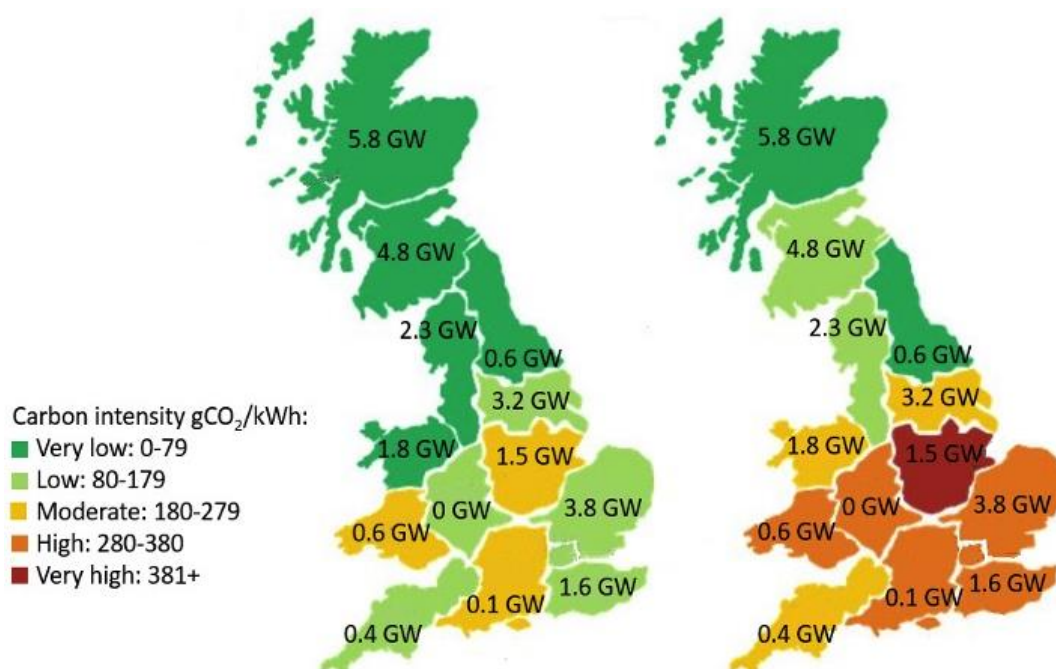 5.8 GW
4.8 GW
2.3 GW
0.6 GW
3.2 GW
1.8 GW
1.5 GW
0 GW
3.8 GW
0.6 GW
0.1 GW
1.6 GW
0.4 GW
Carbon intensity gCO₂/kWh:
Very low: 0-79
Low: 80-179
Moderate: 180-279
High: 280-380
Very high: 381+
5.8 GW
4.8 GW
2.3 GW
0.6 GW
3.2 GW
1.8 GW
1.5 GW
0 GW
3.8 GW
0.6 GW
0.1 GW
1.6 GW
0.4 GW